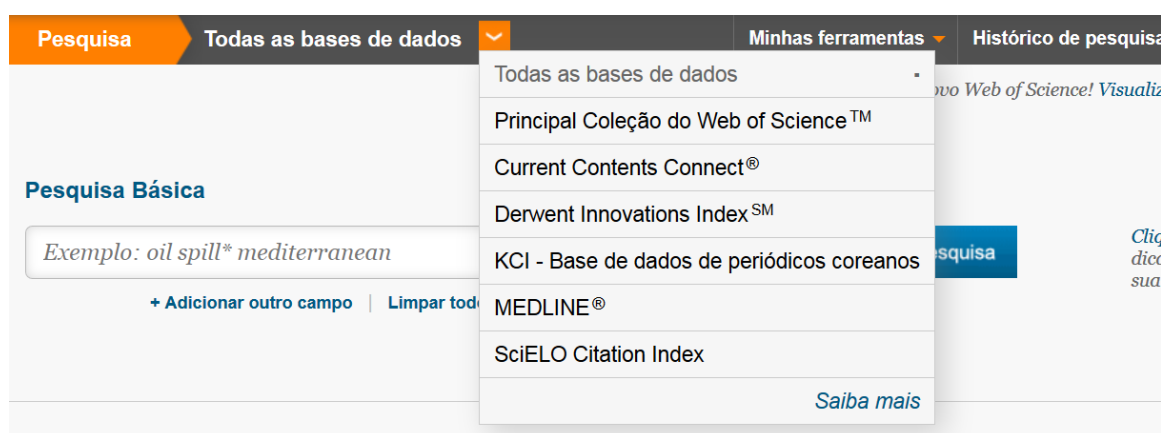 Pesquisa Todas as bases de dados Minhas ferramentas Histórico de pesquisa
Todas as bases de dados
ovo Web of Science! Visualiz
Principal Coleção do Web of Science™
Current Contents Connect®
Pesquisa Básica
Derwent Innovations Index℠
Exemplo: oil spill* mediterranean
KCI - Base de dados de periódicos coreanos
esquisa
Cliq
dica
sua
+ Adicionar outro campo | Limpar tod
MEDLINE®
SciELO Citation Index
Saiba mais